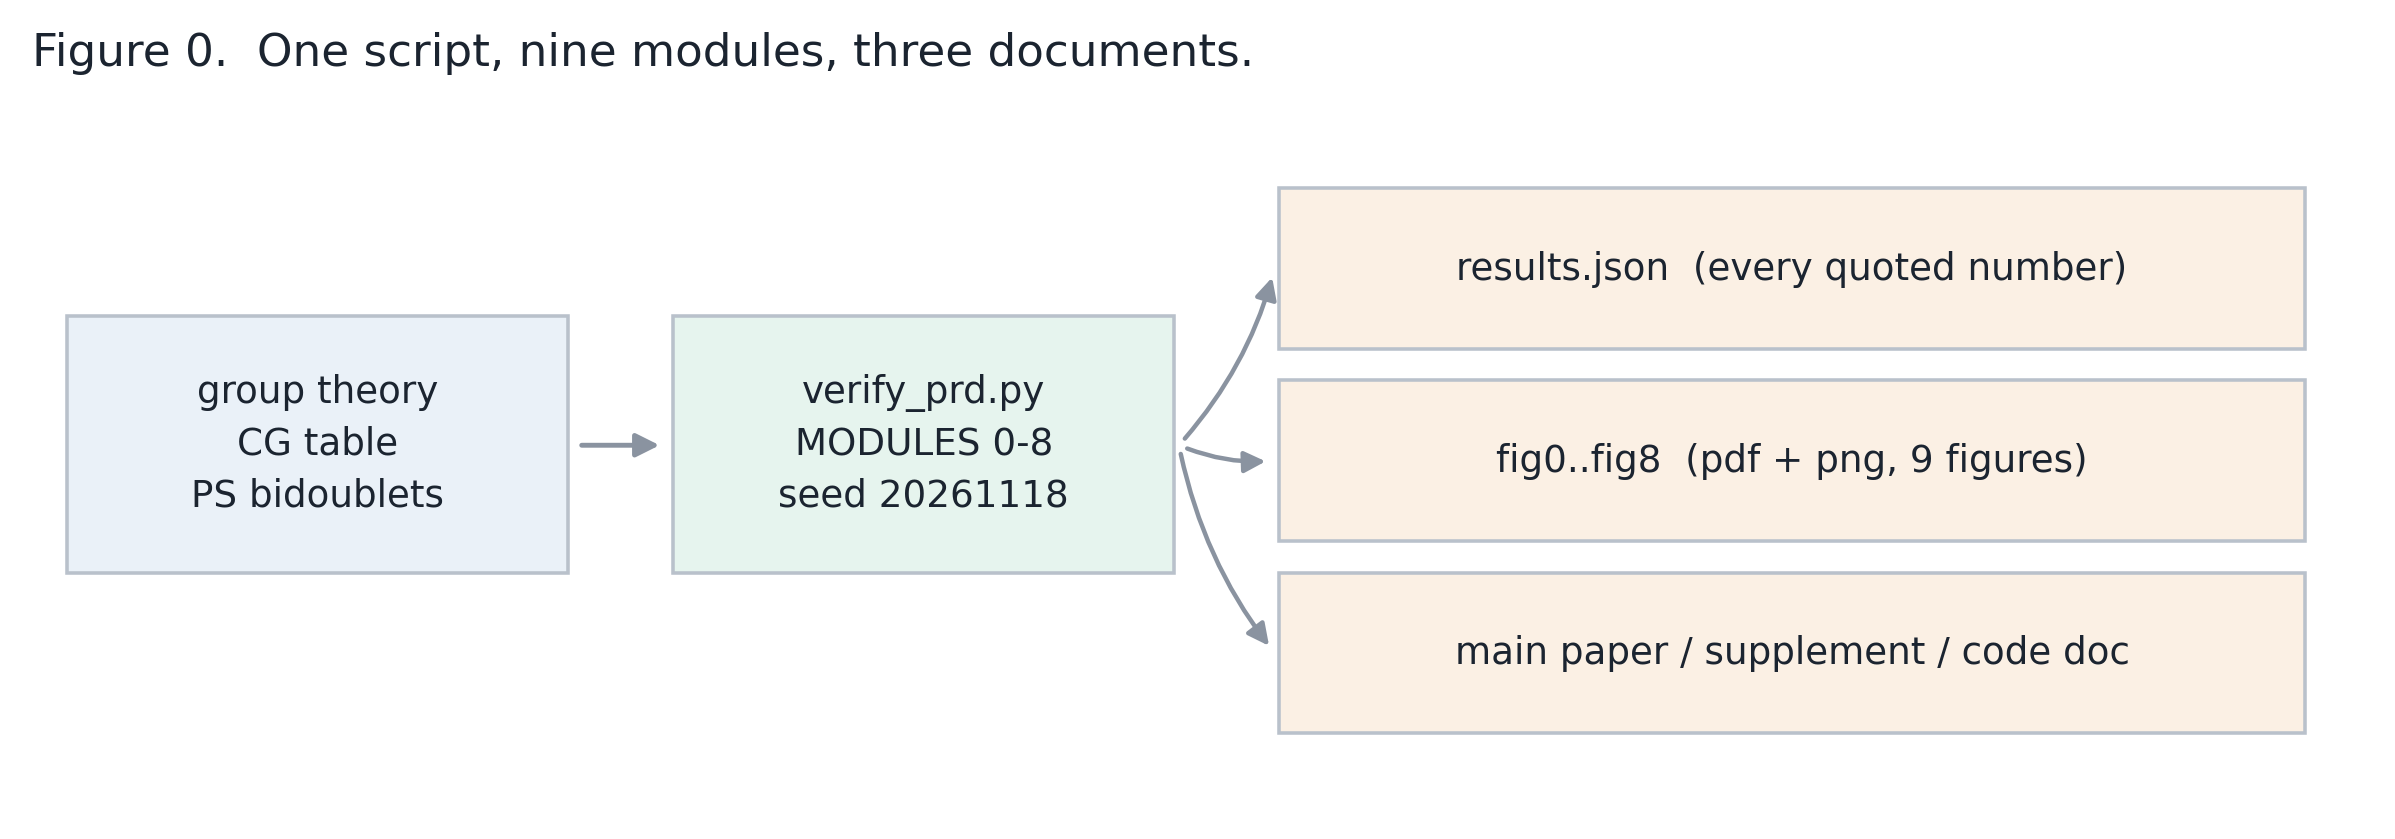 Figure 0.  One script, nine modules, three documents.
group theory
CG table
PS bidoublets
verify_prd.py
MODULES 0-8
seed 20261118
results.json  (every quoted number)
fig0..fig8  (pdf + png, 9 figures)
main paper / supplement / code doc